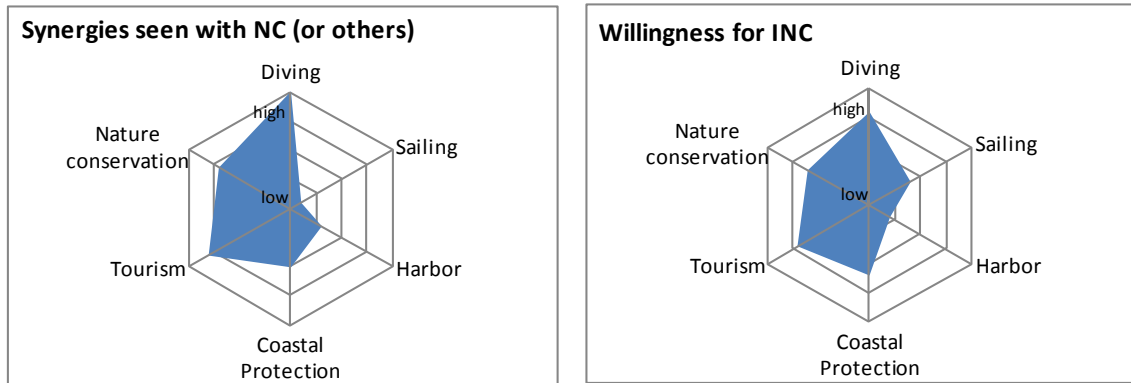 Synergies seen with NC (or others)
Diving
high
Nature
conservation
Sailing
low
Tourism
Harbor
Coastal
Protection
Willingness for INC
Diving
high
Nature
conservation
Sailing
low
Tourism
Harbor
Coastal
Protection